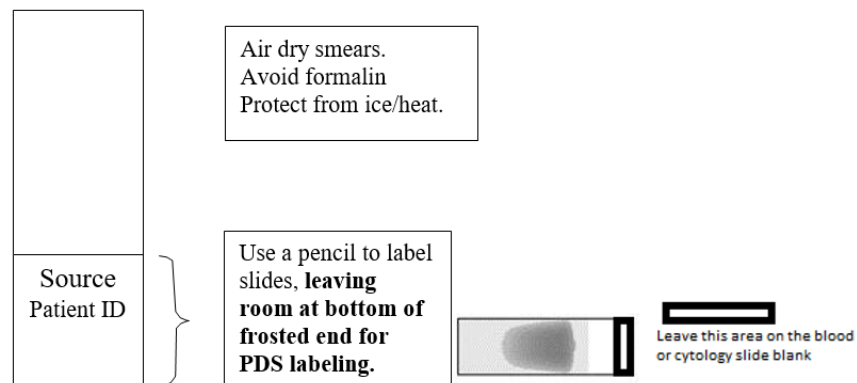 Air dry smears.
Avoid formalin
Protect from ice/heat.
Source
Patient ID
Use a pencil to label
slides, leaving
room at bottom of
frosted end for
PDS labeling.
Leave this area on the blood
or cytology slide blank